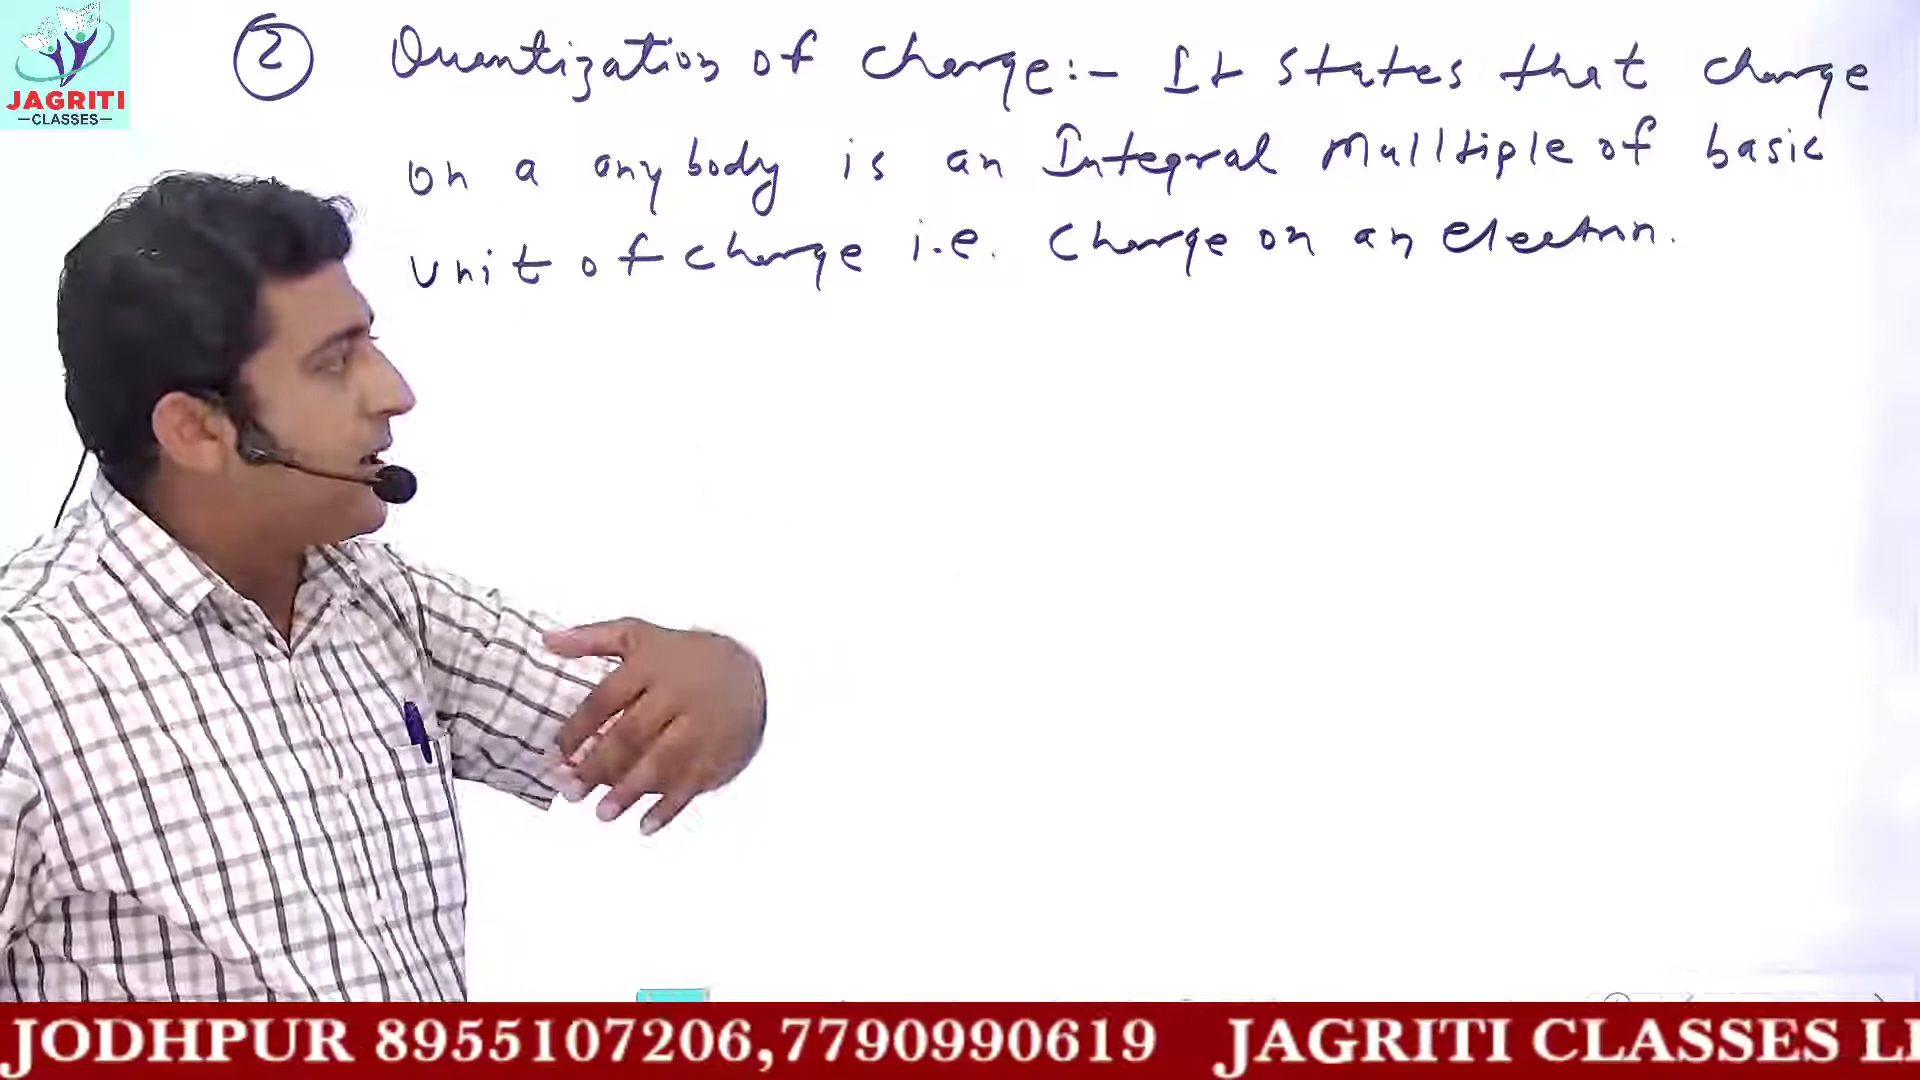 JAGRITI
CLASSES
2 Quantization of charge:- It states that charge
on a any body is an Integral Mulltiple of basic
unit of charge i.e. Charge on an electron.
JODHPUR 8955107206,7790990619 JAGRITI CLASSES LI